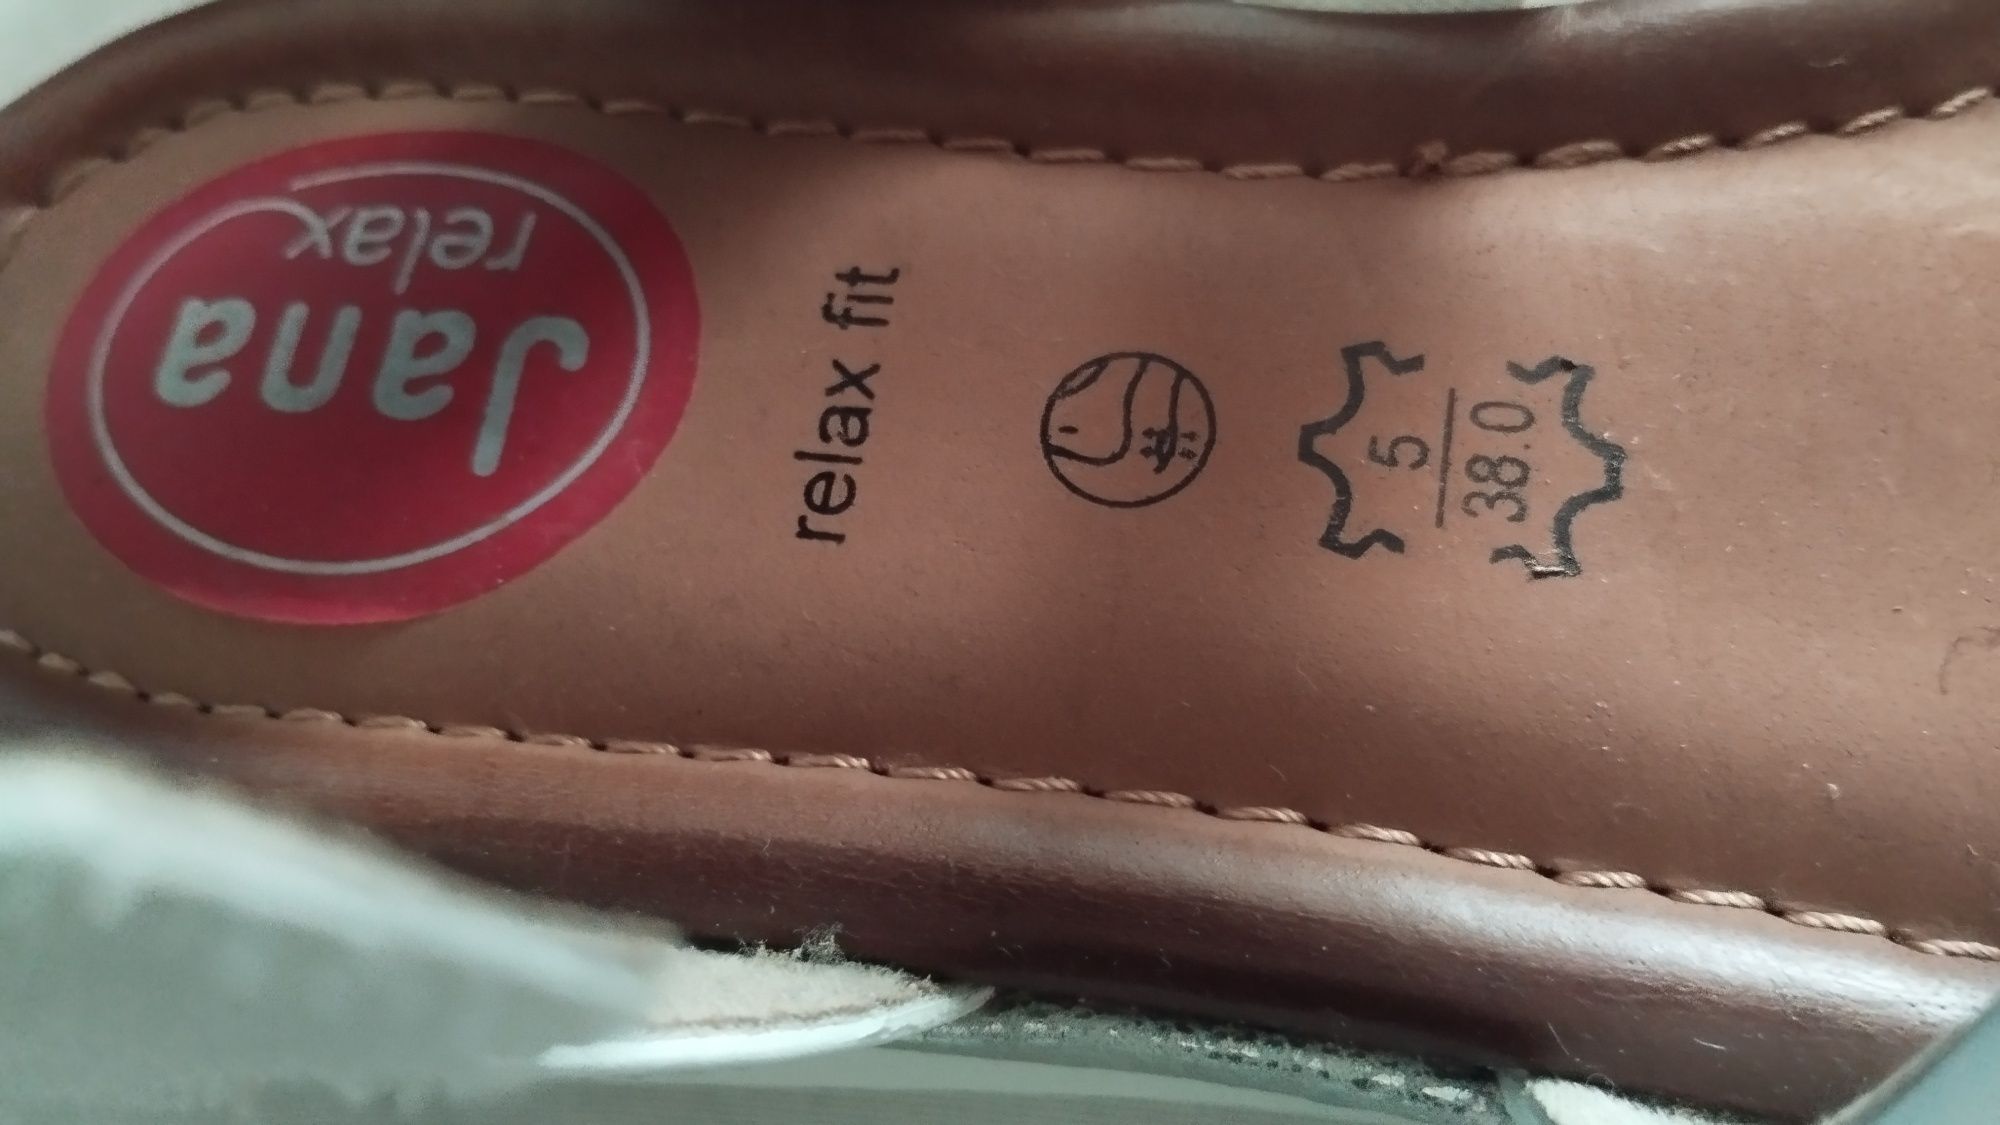 Jana
relax
relax fit
5
38.0